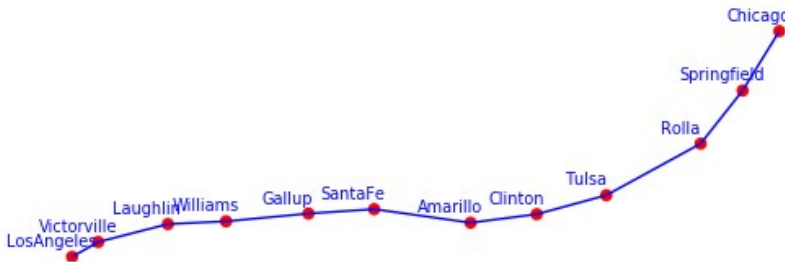 Chicago
Springfield
Rolla
Tulsa
SantaFe
Gallup
Clinton
Williams
Amarillo
Laughlin
Victorville
LosAngeles